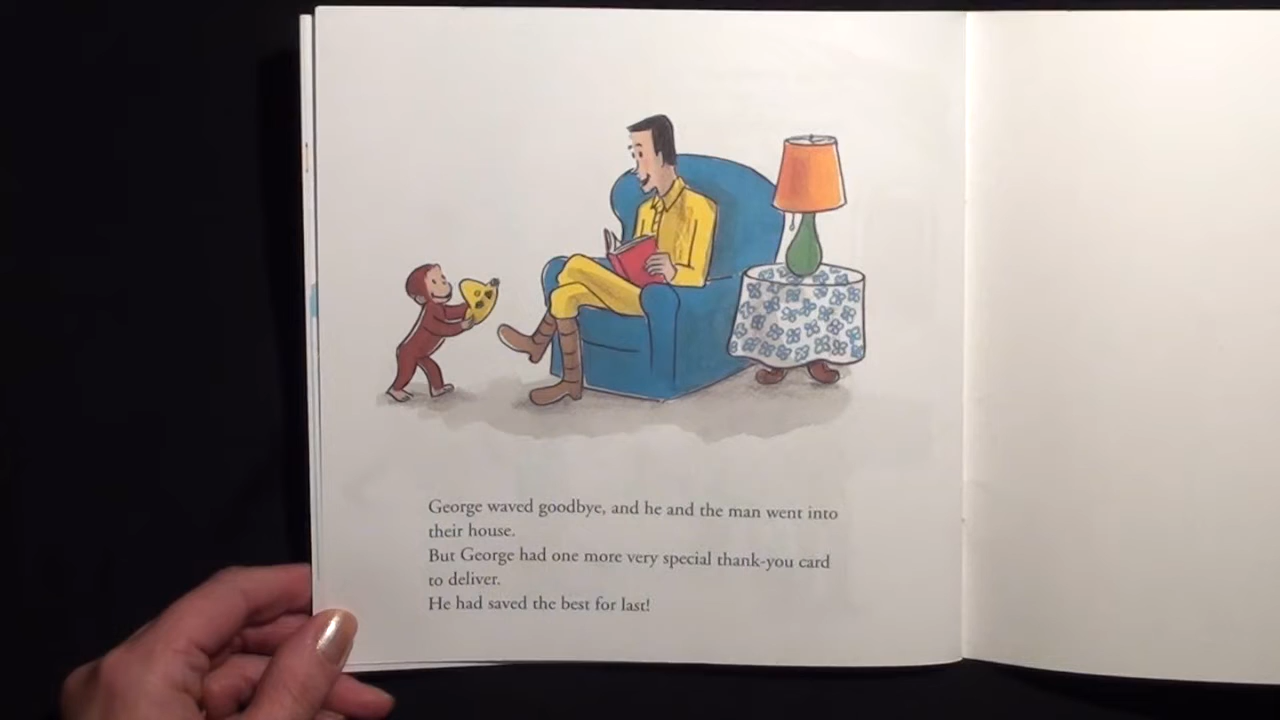 George waved goodbye, and he and the man went into
their house.
But George had one more very special thank-you card
to deliver.
He had saved the best for last!